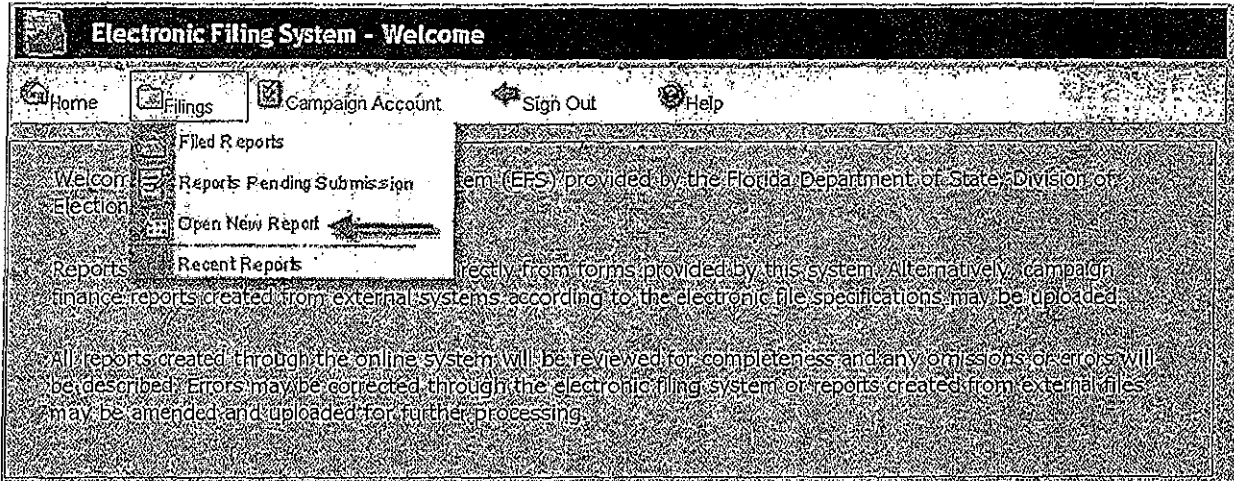 Electronic Filing System - Welcome
Home Filings Campaign Account Sign Out Help
Filed Reports
Reports Pending Submission
Open New Report
Recent Reports
Welcom em (EFS) provided by the Florida Department of State, Division of
Election
Reports rectly from forms provided by this system. Alternatively, campaign
finance reports created from external systems according to the electronic file specifications may be uploaded.
All reports created through the online system will be reviewed for completeness and any omissions or errors will
be described. Errors may be corrected through the electronic filing system or reports created from external files
may be amended and uploaded for further processing.